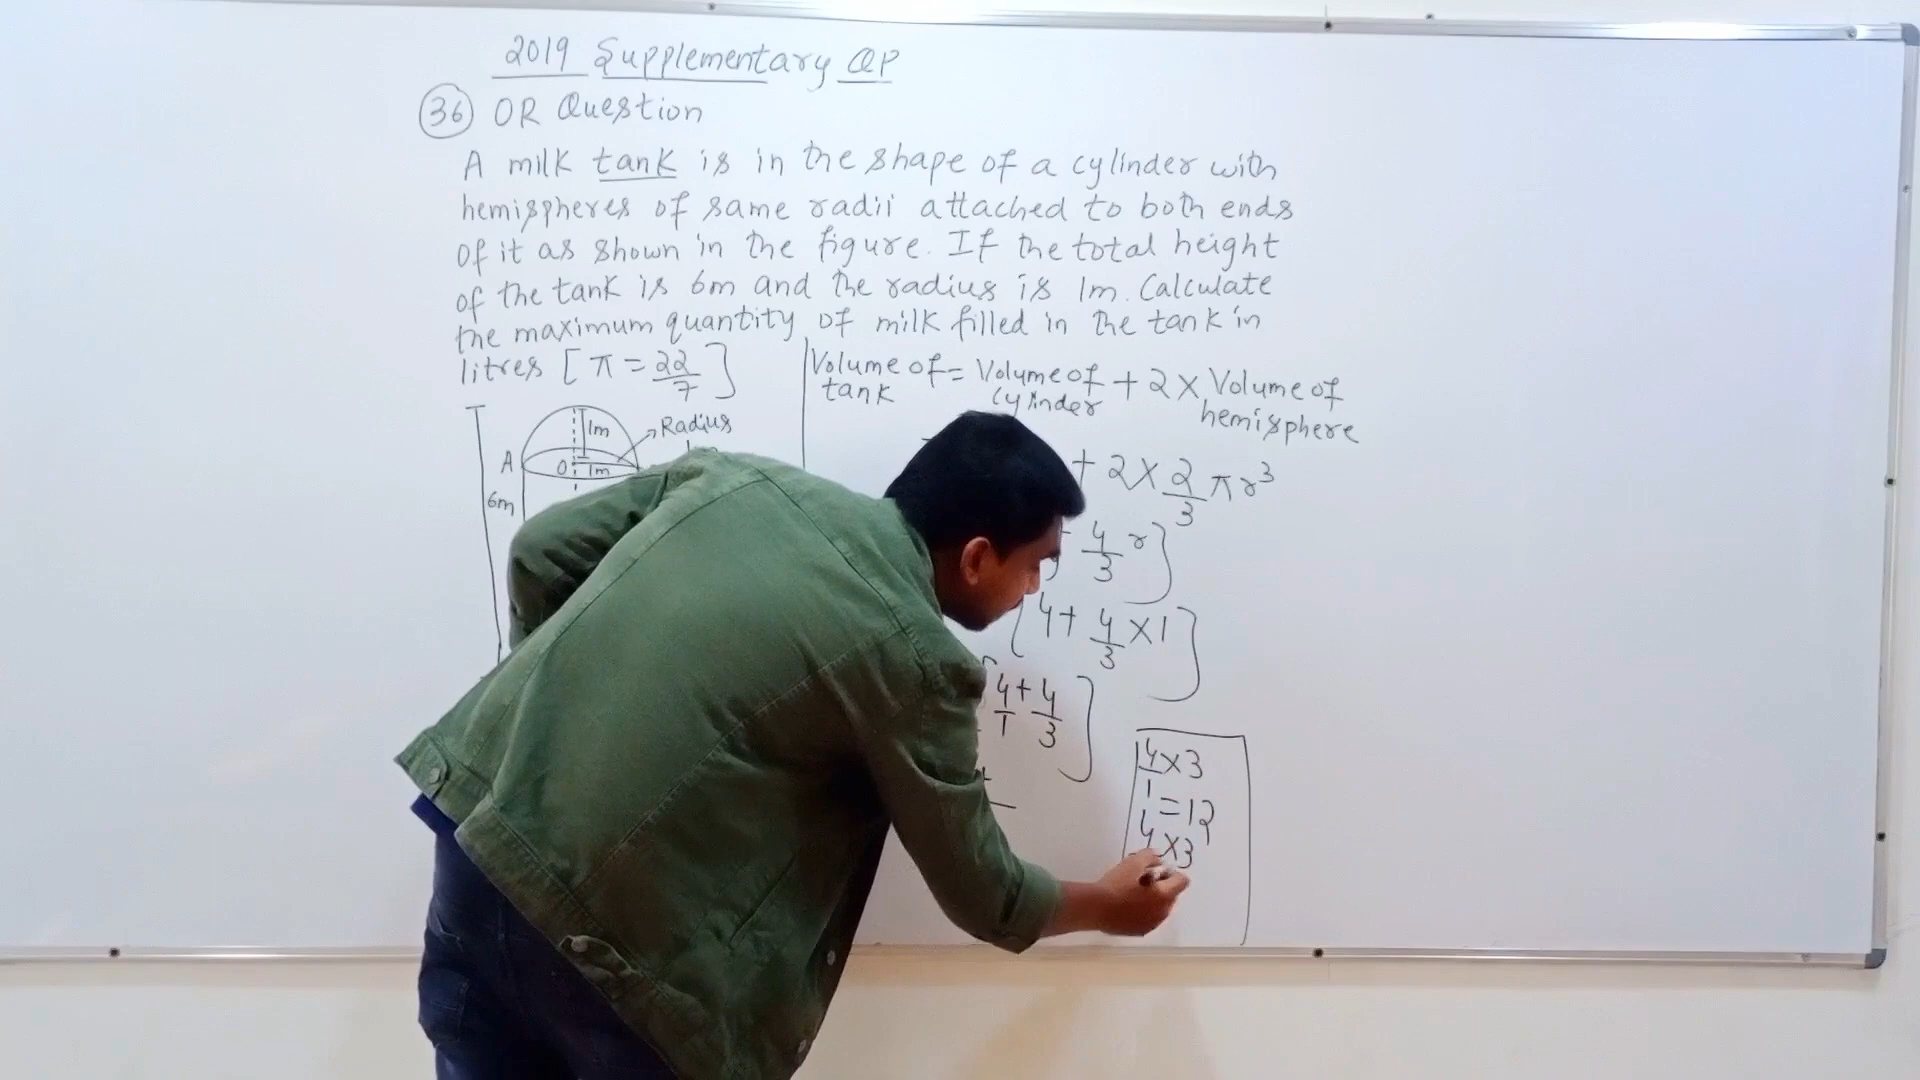 2019 Supplementary QP
36 OR Question
A milk tank is in the shape of a cylinder with
hemispheres of same radii attached to both ends
of it as shown in the figure. If the total height
of the tank is 6m and the radius is 1m. Calculate
the maximum quantity of milk filled in the tank in
litres [π = 22/7]
1m
Radius
A
O 1m
6m
Volume of tank = Volume of cylinder + 2 × Volume of hemisphere
+ 2 × 2/3 πr³
4/3 r]
[4 + 4/3 × 1]
4/1 + 4/3]
4/1 × 3
= 12
4 × 3